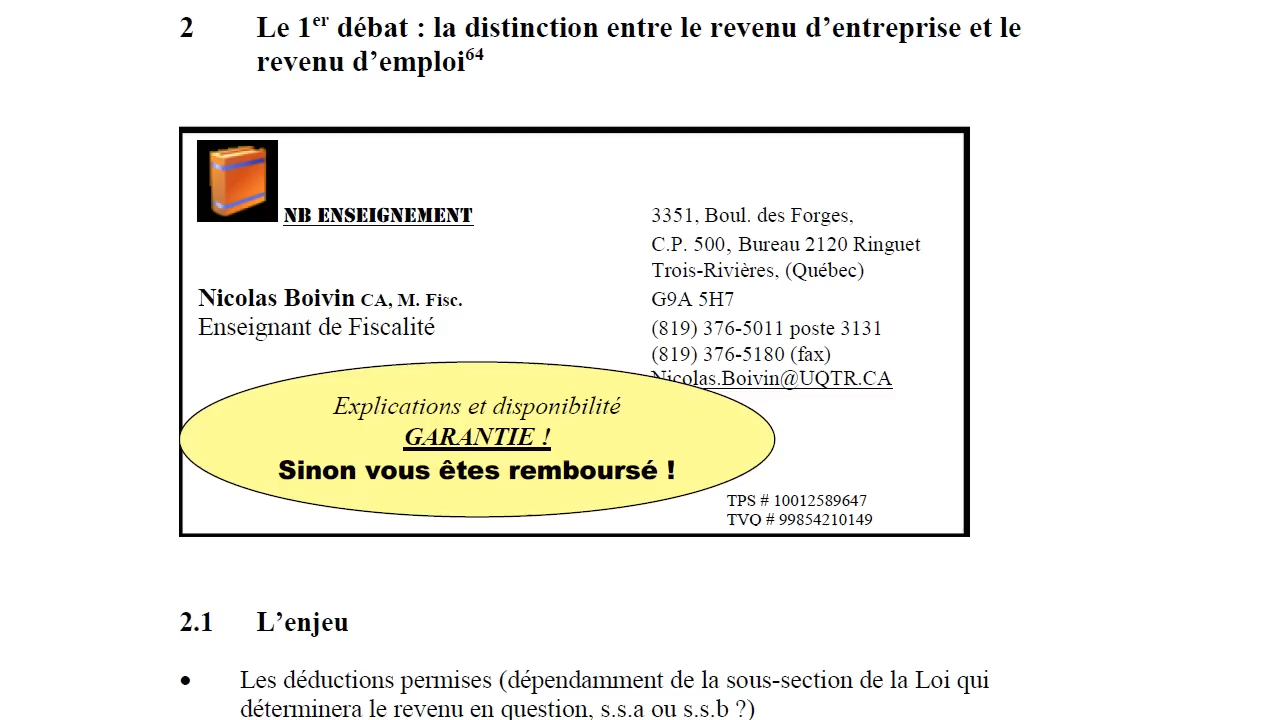 2 Le 1er débat : la distinction entre le revenu d’entreprise et le
revenu d’emploi64
NB ENSEIGNEMENT
Nicolas Boivin CA, M. Fisc.
Enseignant de Fiscalité
3351, Boul. des Forges,
C.P. 500, Bureau 2120 Ringuet
Trois-Rivières, (Québec)
G9A 5H7
(819) 376-5011 poste 3131
(819) 376-5180 (fax)
Nicolas.Boivin@UQTR.CA
Explications et disponibilité
GARANTIE !
Sinon vous êtes remboursé !
TPS # 10012589647
TVQ # 99854210149
2.1 L’enjeu
• Les déductions permises (dépendamment de la sous-section de la Loi qui
déterminera le revenu en question, s.s.a ou s.s.b ?)